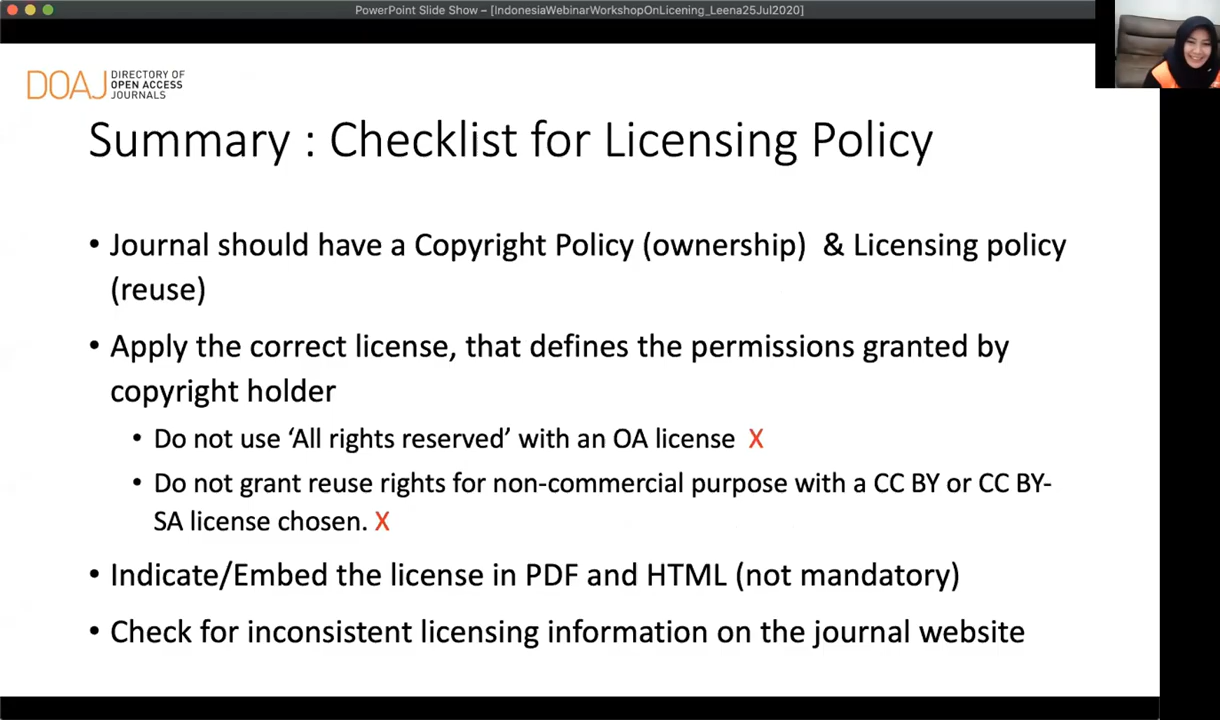 PowerPoint Slide Show – [IndonesiaWebinarWorkshopOnLicening_Leena25Jul2020]
DOAJ
DIRECTORY OF
OPEN ACCESS
JOURNALS
Summary : Checklist for Licensing Policy
• Journal should have a Copyright Policy (ownership) & Licensing policy
(reuse)
• Apply the correct license, that defines the permissions granted by
copyright holder
• Do not use ‘All rights reserved’ with an OA license X
• Do not grant reuse rights for non-commercial purpose with a CC BY or CC BY-
SA license chosen. X
• Indicate/Embed the license in PDF and HTML (not mandatory)
• Check for inconsistent licensing information on the journal website